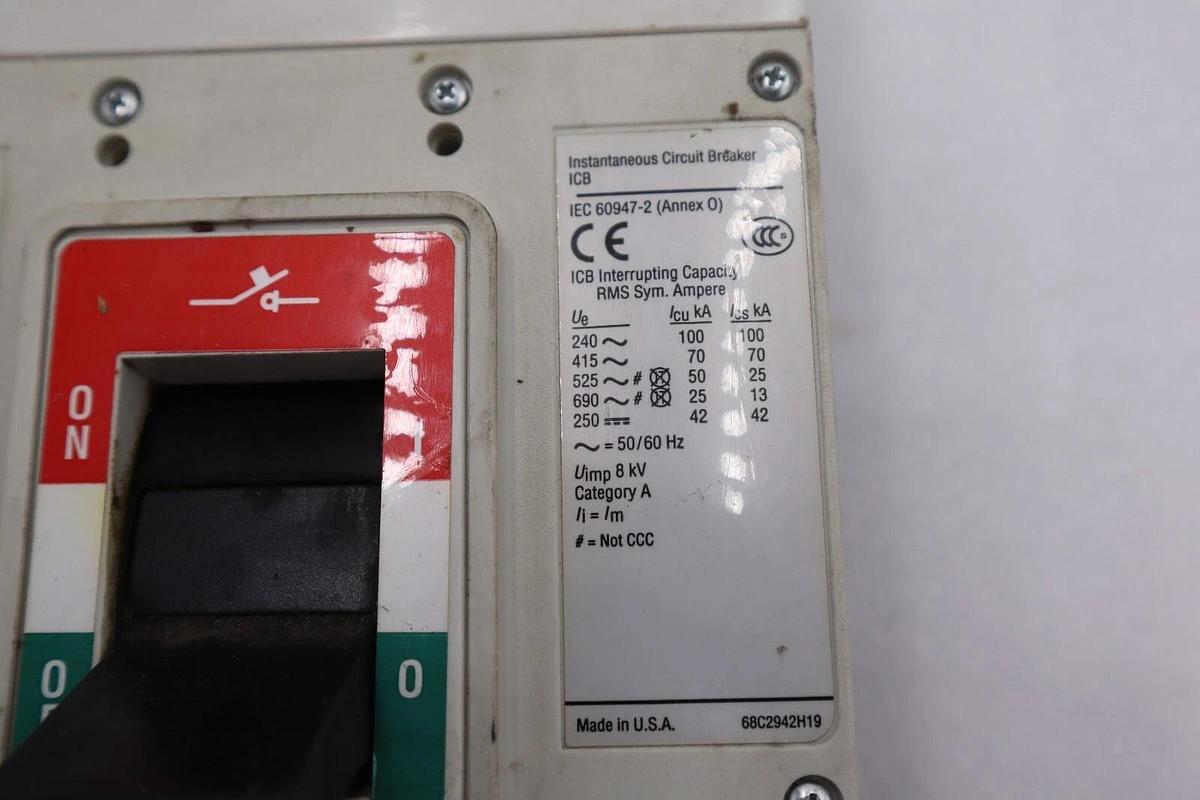 Instantaneous Circuit Breaker
ICB
IEC 60947-2 (Annex O)
CE CCC S
ICB Interrupting Capacity
RMS Sym. Ampere
Ue Icu kA Ics kA
240 ~ 100 100
415 ~ 70 70
525 ~ # 50 25
690 ~ # 25 13
250 ⎓ 42 42
~ = 50/60 Hz
Uimp 8 kV
Category A
Ii = Im
# = Not CCC
Made in U.S.A. 68C2942H19
ON
I
O
O